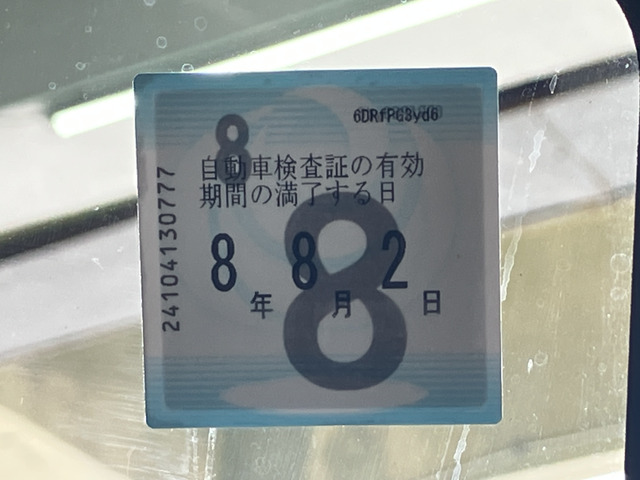 6DRfPG3yd6
8
自動車検査証の有効
期間の満了する日
8年8月2日
8
24104130777